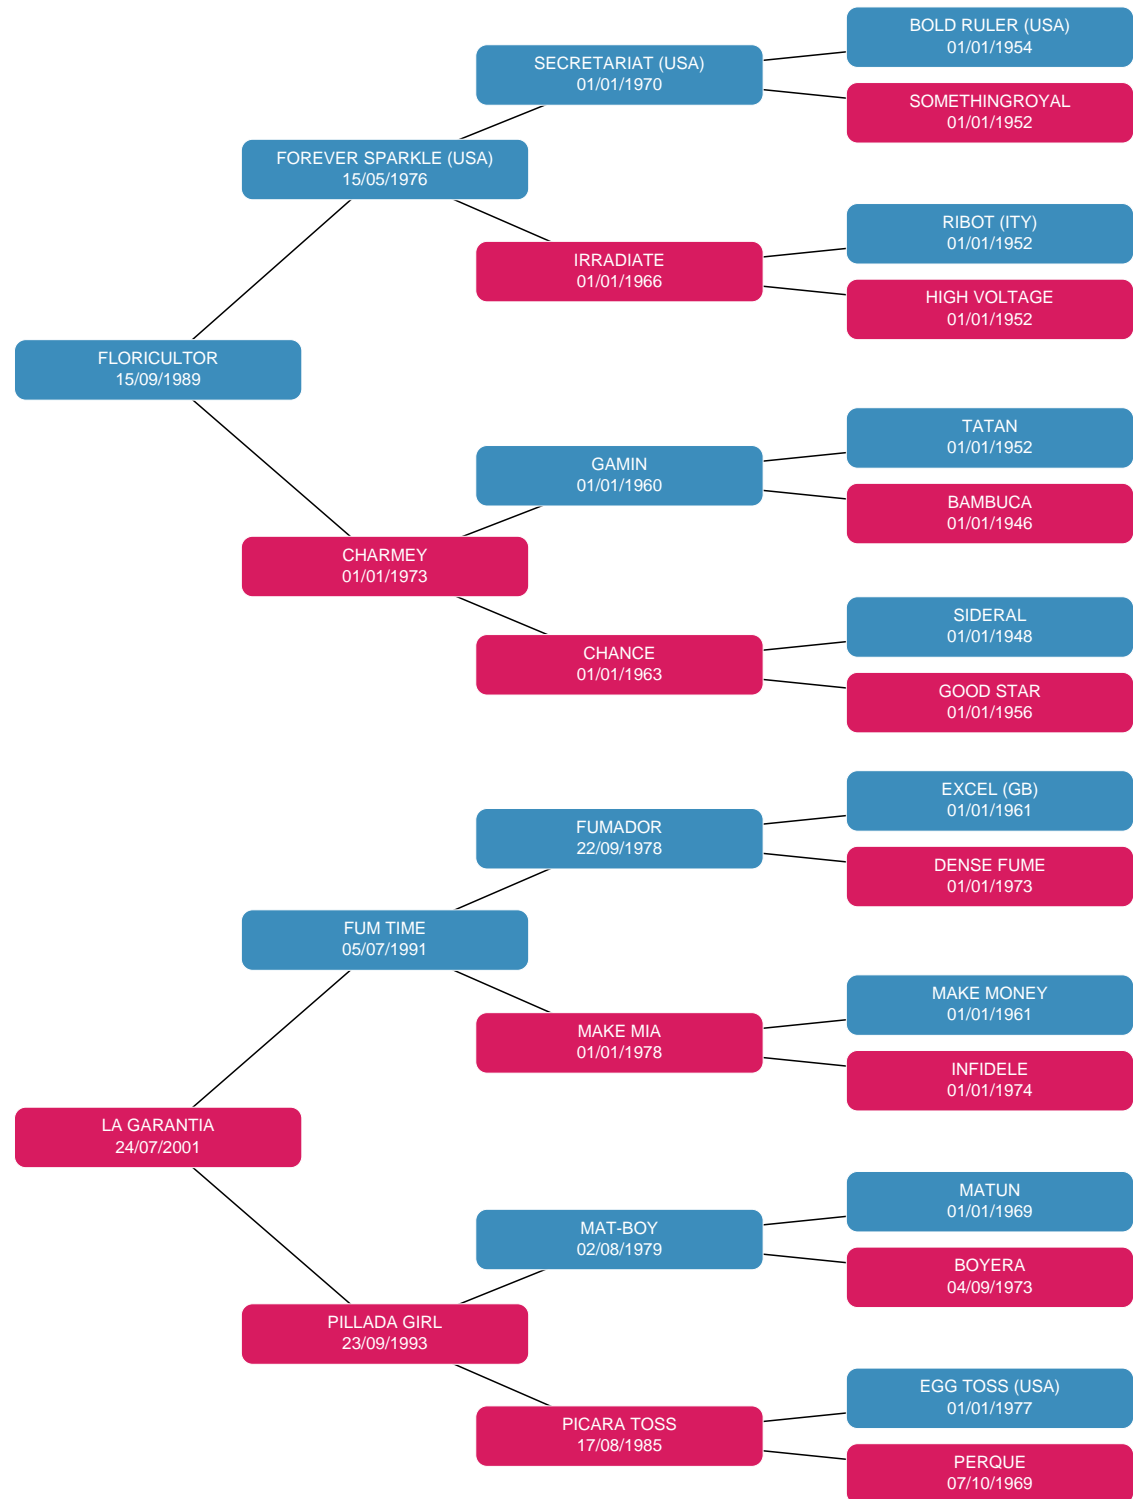 BOLD RULER (USA)
01/01/1954
SECRETARIAT (USA)
01/01/1970
SOMETHINGROYAL
01/01/1952
FOREVER SPARKLE (USA)
15/05/1976
RIBOT (ITY)
01/01/1952
IRRADIATE
01/01/1966
HIGH VOLTAGE
01/01/1952
FLORICULTOR
15/09/1989
TATAN
01/01/1952
GAMIN
01/01/1960
BAMBUCA
01/01/1946
CHARMEY
01/01/1973
SIDERAL
01/01/1948
CHANCE
01/01/1963
GOOD STAR
01/01/1956
EXCEL (GB)
01/01/1961
FUMADOR
22/09/1978
DENSE FUME
01/01/1973
FUM TIME
05/07/1991
MAKE MONEY
01/01/1961
MAKE MIA
01/01/1978
INFIDELE
01/01/1974
LA GARANTIA
24/07/2001
MATUN
01/01/1969
MAT-BOY
02/08/1979
BOYERA
04/09/1973
PILLADA GIRL
23/09/1993
EGG TOSS (USA)
01/01/1977
PICARA TOSS
17/08/1985
PERQUE
07/10/1969